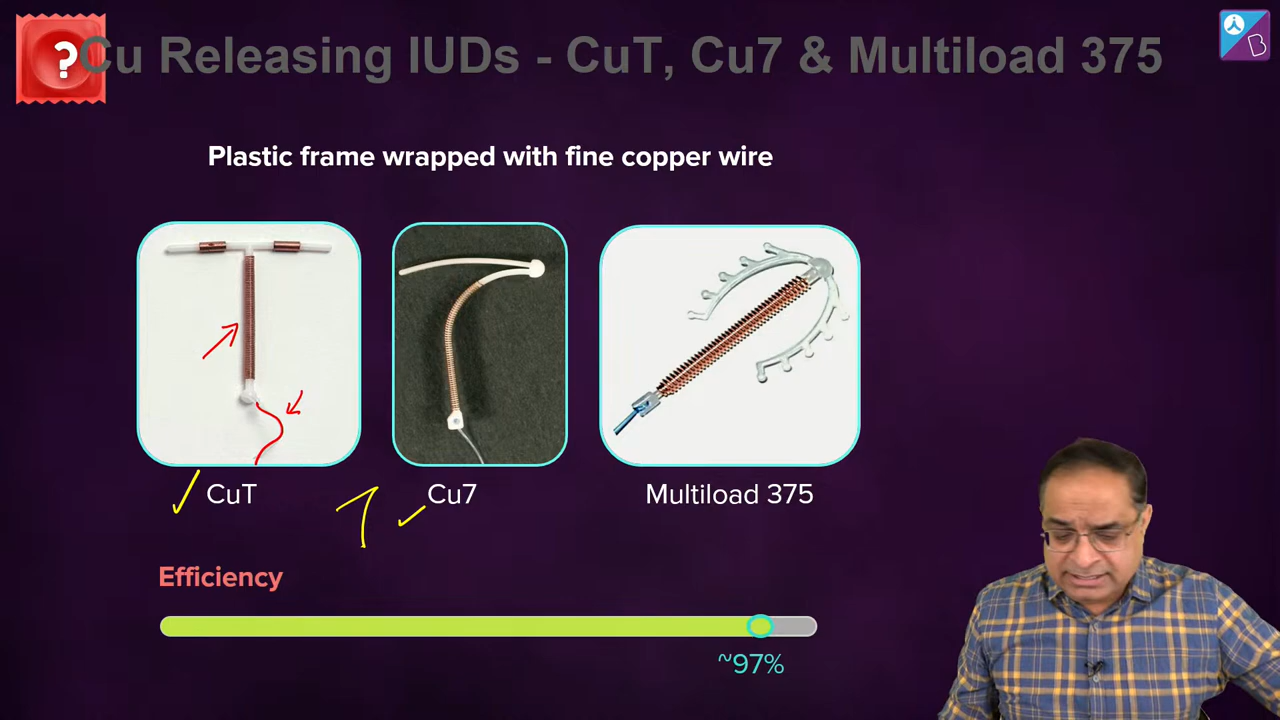 ?
Cu Releasing IUDs - CuT, Cu7 & Multiload 375
B
Plastic frame wrapped with fine copper wire
CuT
7
Cu7
Multiload 375
Efficiency
~97%